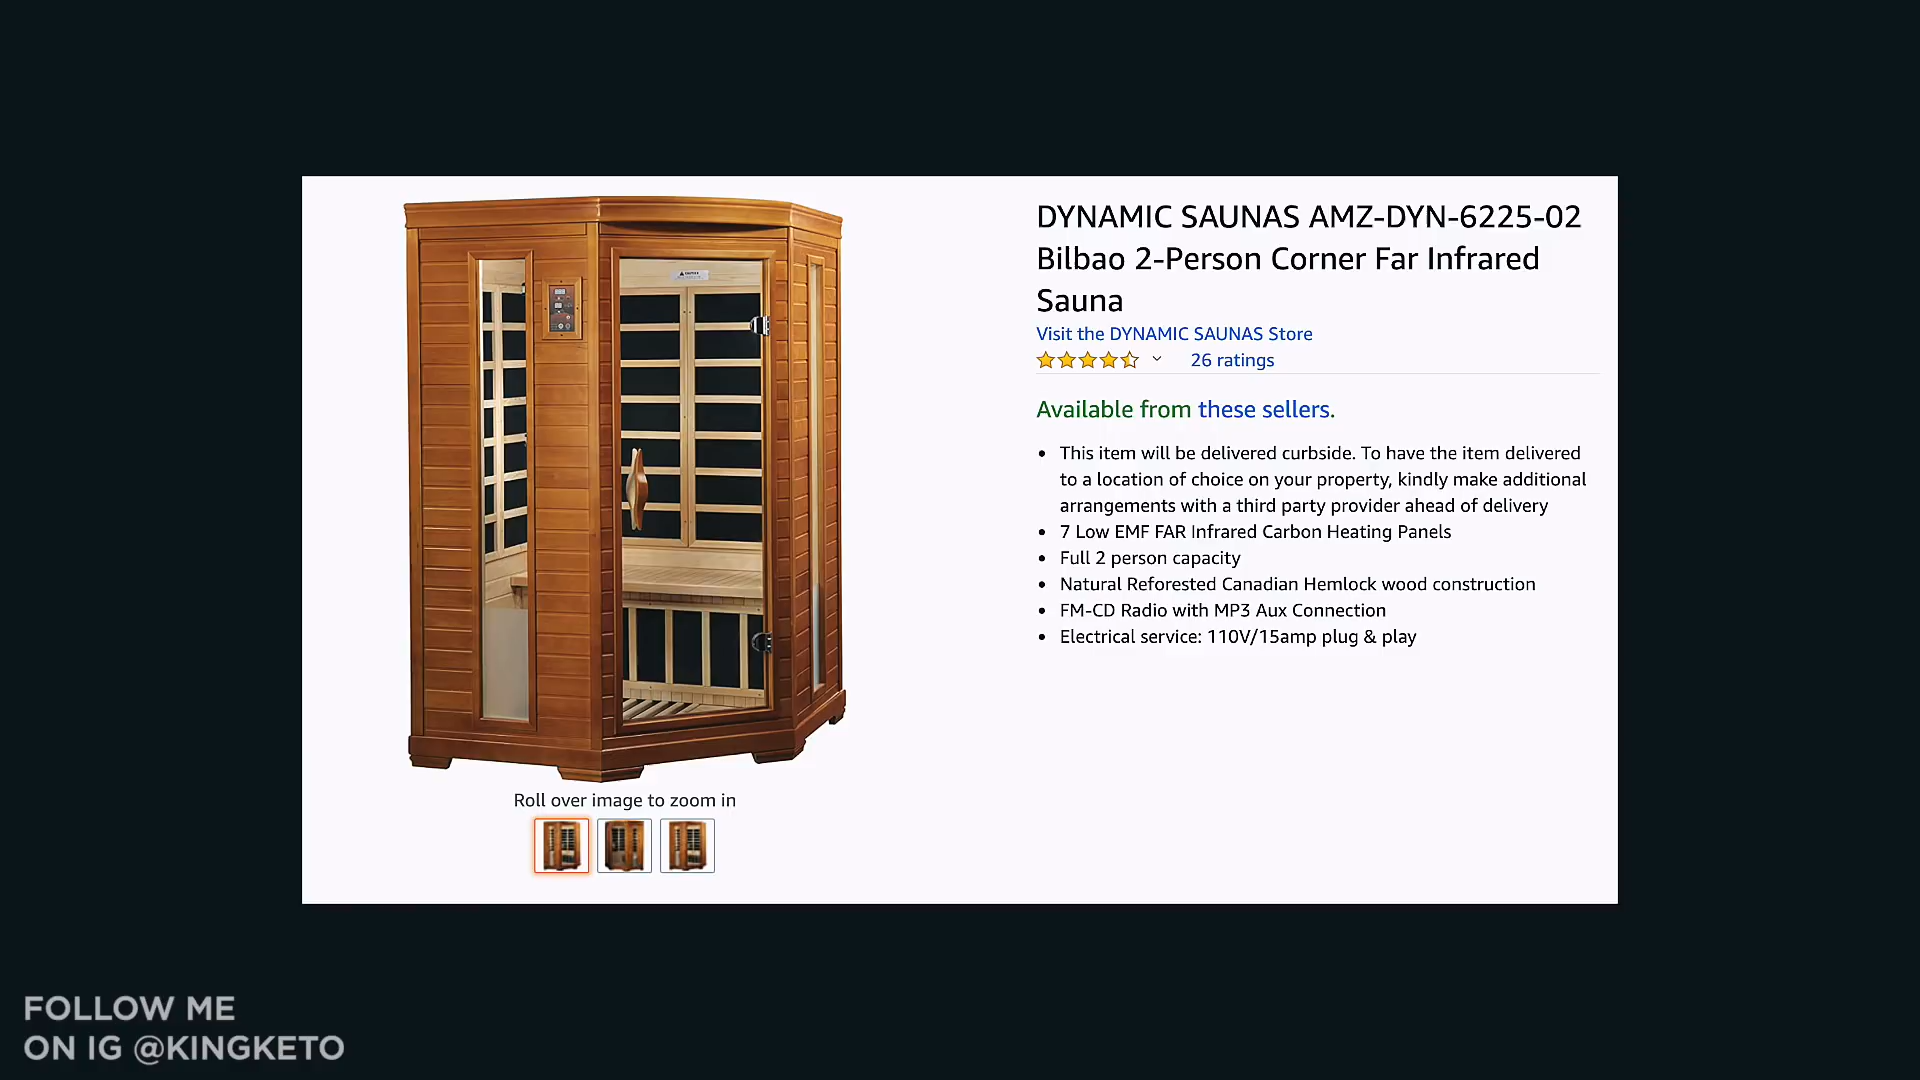 DYNAMIC SAUNAS AMZ-DYN-6225-02
Bilbao 2-Person Corner Far Infrared
Sauna
Visit the DYNAMIC SAUNAS Store
26 ratings
Available from these sellers.
• This item will be delivered curbside. To have the item delivered
to a location of choice on your property, kindly make additional
arrangements with a third party provider ahead of delivery
• 7 Low EMF FAR Infrared Carbon Heating Panels
• Full 2 person capacity
• Natural Reforested Canadian Hemlock wood construction
• FM-CD Radio with MP3 Aux Connection
• Electrical service: 110V/15amp plug & play
Roll over image to zoom in
FOLLOW ME
ON IG @KINGKETO